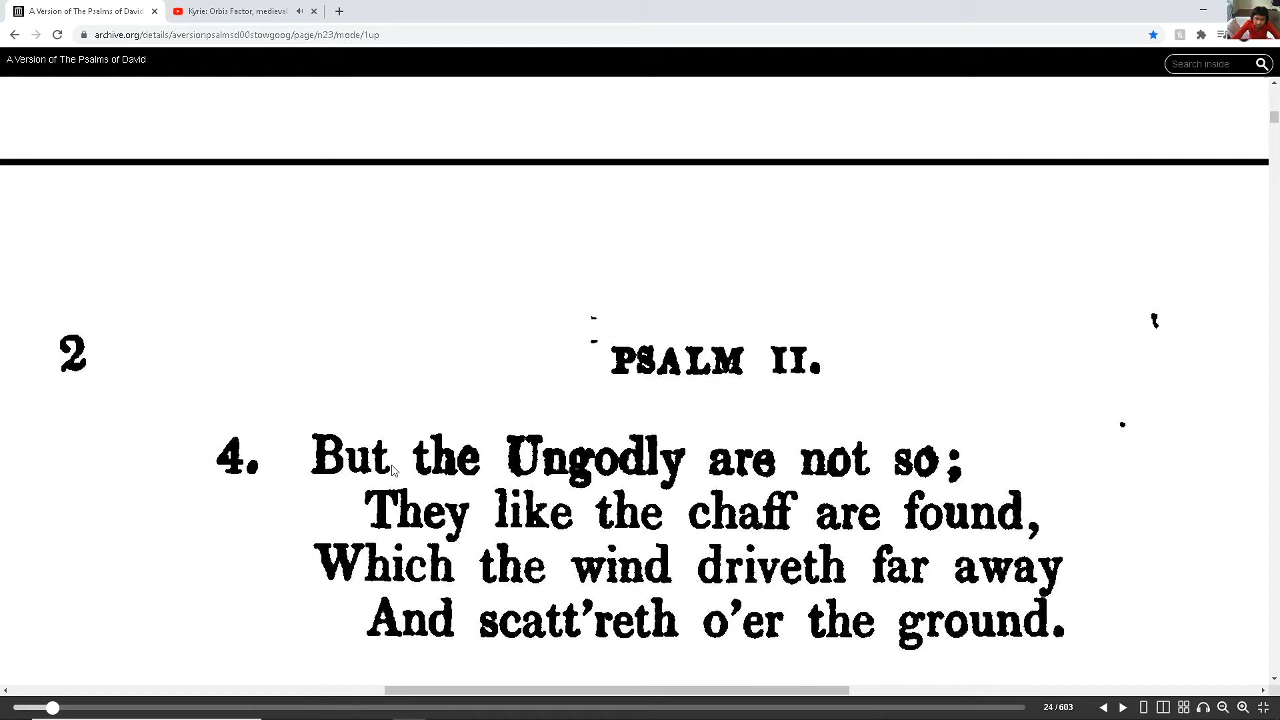 A Version of The Psalms of David
Kyrie: Orbis Factor, medieval
archive.org/details/aversionpsalmsd00stowgoog/page/n23/mode/1up
A Version of The Psalms of David
Search inside
2
PSALM II.
4. But the Ungodly are not so;
They like the chaff are found,
Which the wind driveth far away
And scatt'reth o'er the ground.
24 / 603